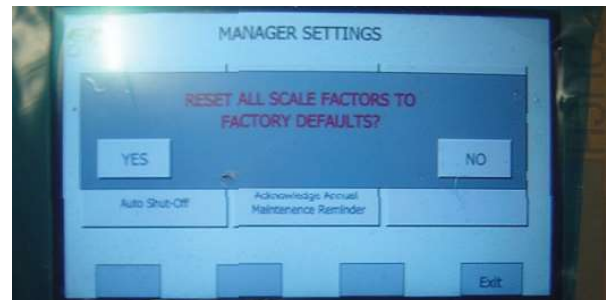 MANAGER SETTINGS
RESET ALL SCALE FACTORS TO
FACTORY DEFAULTS?
YES
NO
Auto Shut-Off
Acknowledge Annual
Maintenence Reminder
Exit